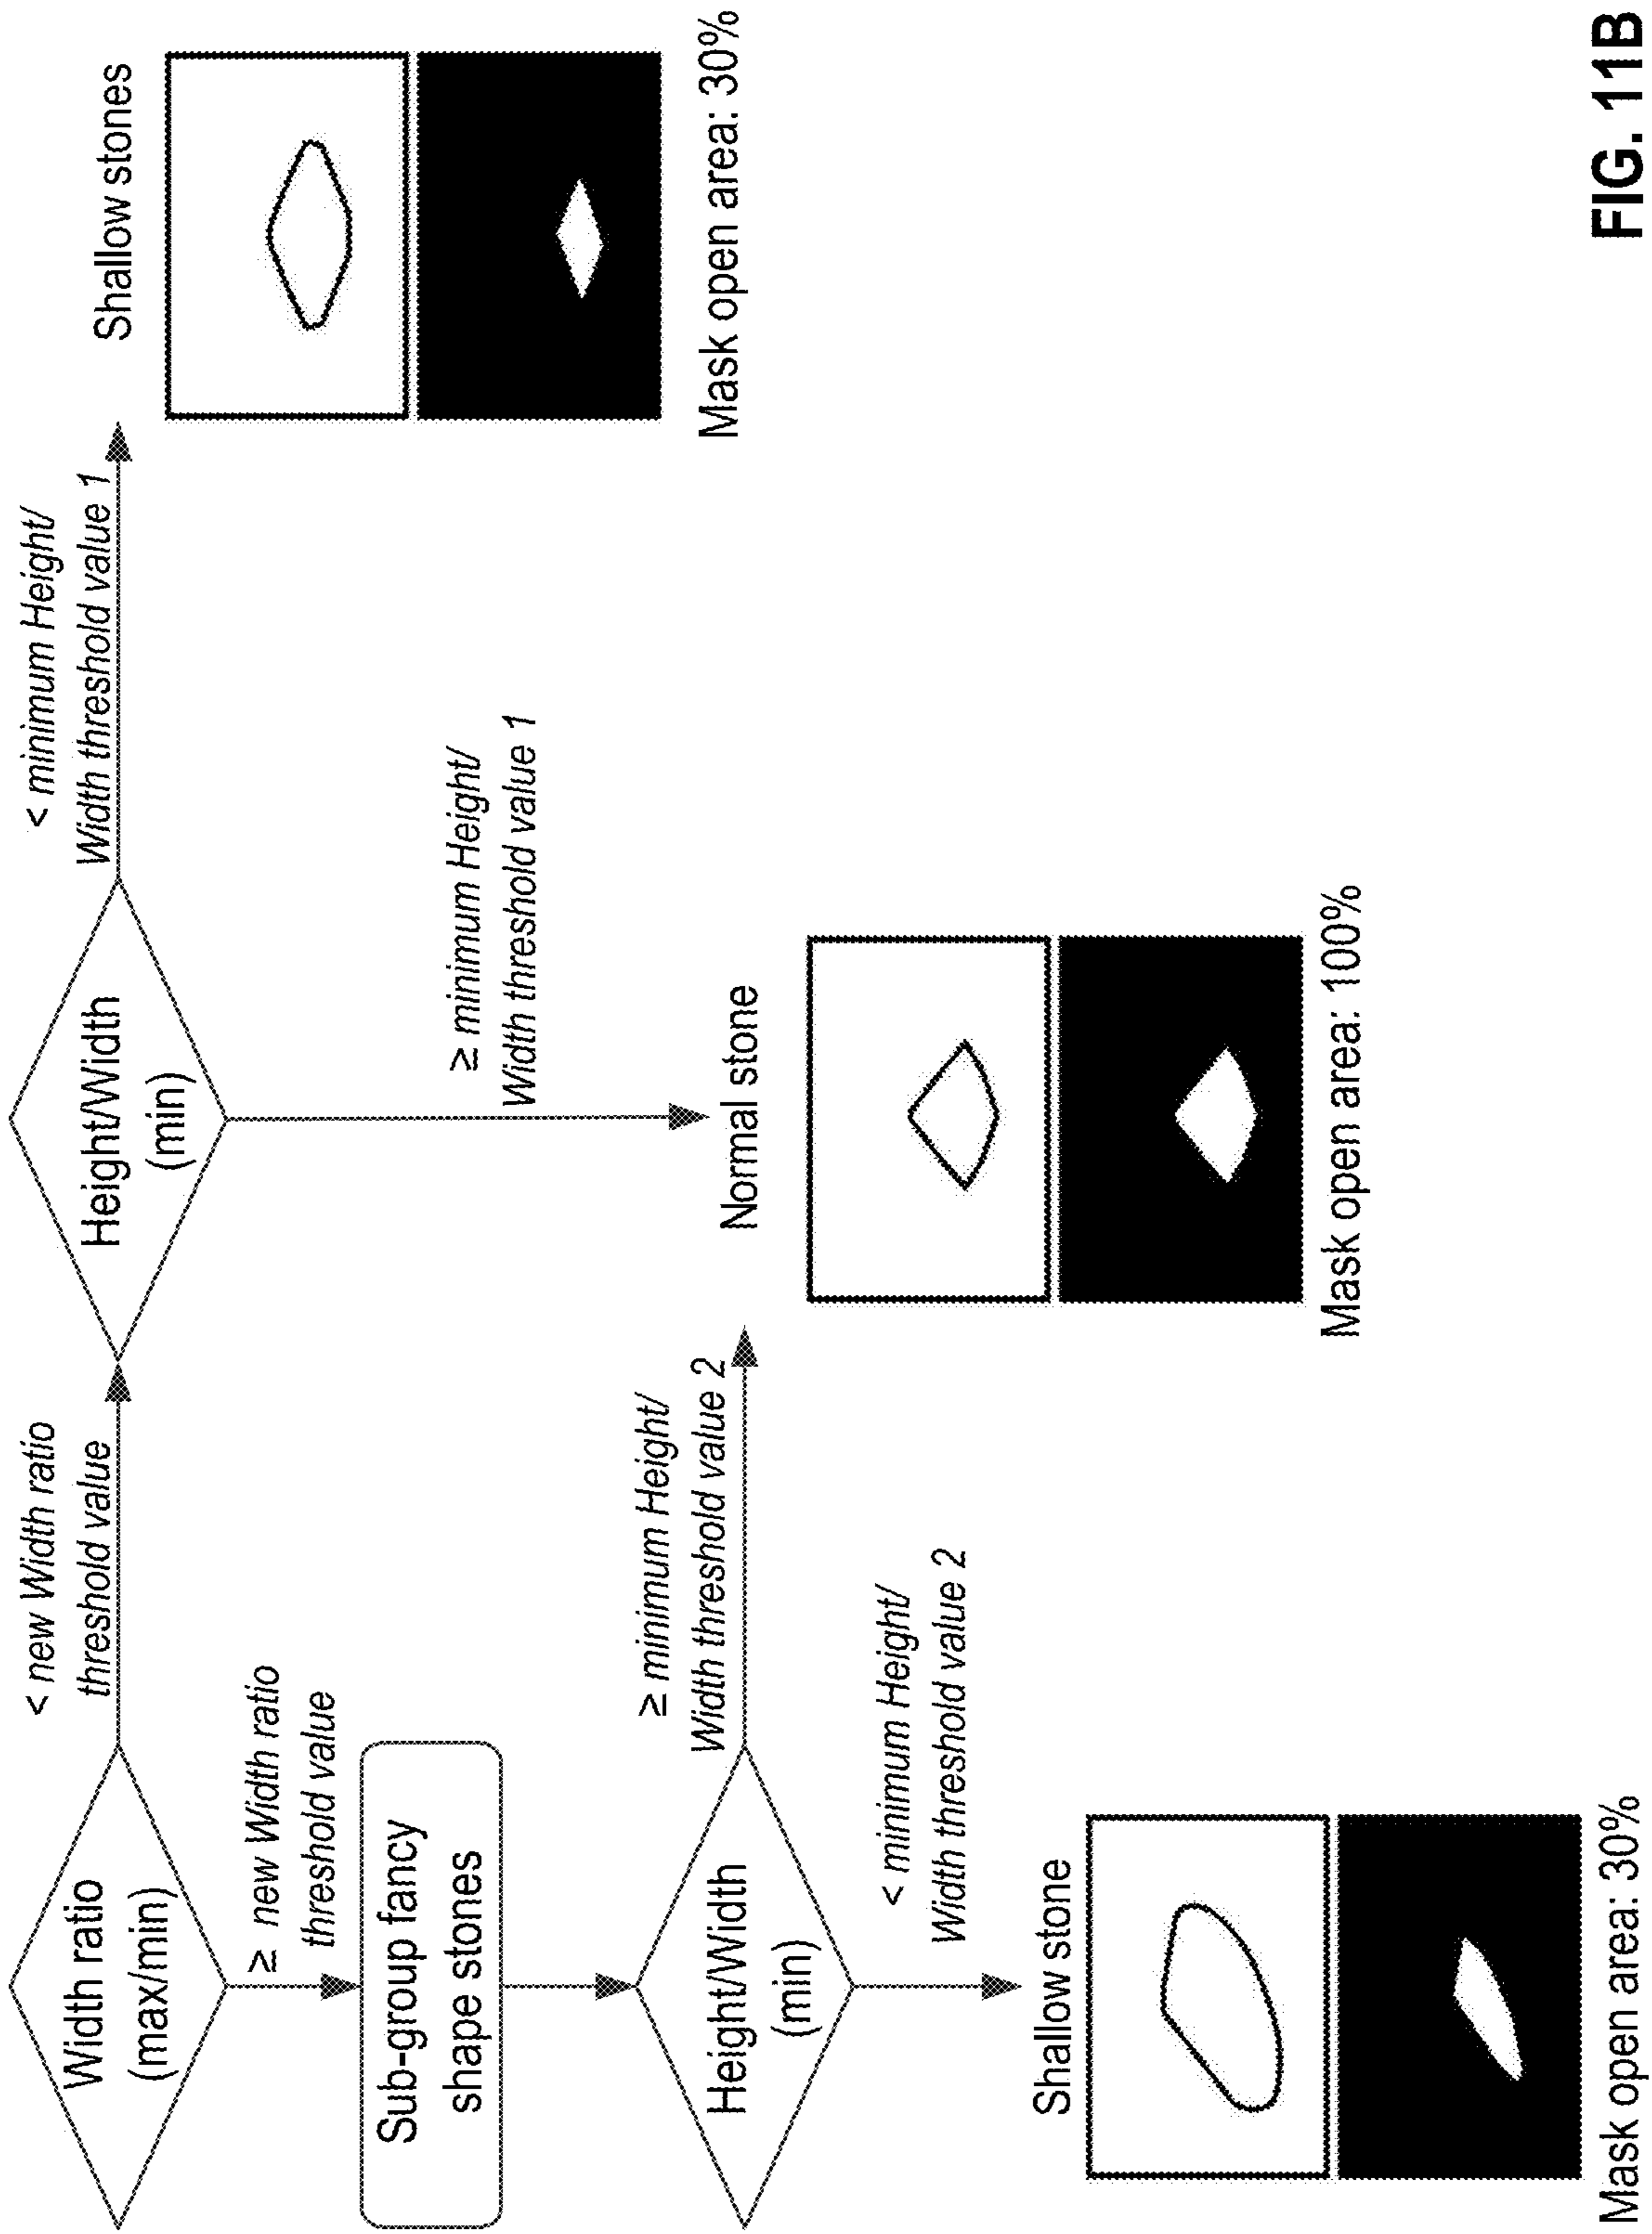 Width ratio
(max/min)
< new Width ratio
threshold value
Height/Width
(min)
< minimum Height/
Width threshold value 1
Shallow stones
Mask open area: 30%
≥ new Width ratio
threshold value
Sub-group fancy
shape stones
≥ minimum Height/
Width threshold value 1
Height/Width
(min)
≥ minimum Height/
Width threshold value 2
Normal stone
Mask open area: 100%
< minimum Height/
Width threshold value 2
Shallow stone
Mask open area: 30%
FIG. 11B